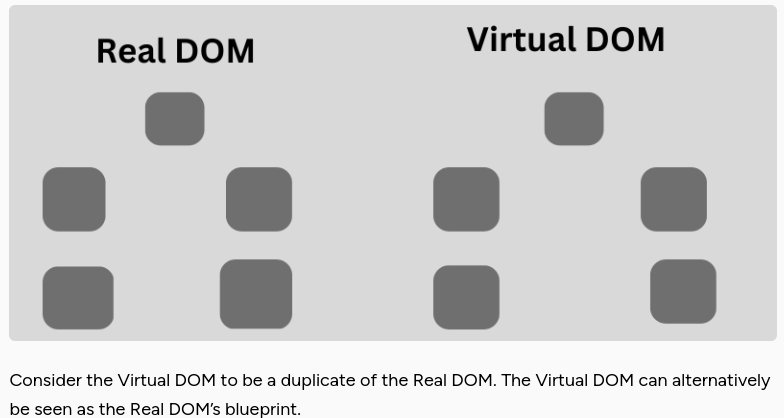 Real DOM
Virtual DOM
Consider the Virtual DOM to be a duplicate of the Real DOM. The Virtual DOM can alternatively
be seen as the Real DOM’s blueprint.